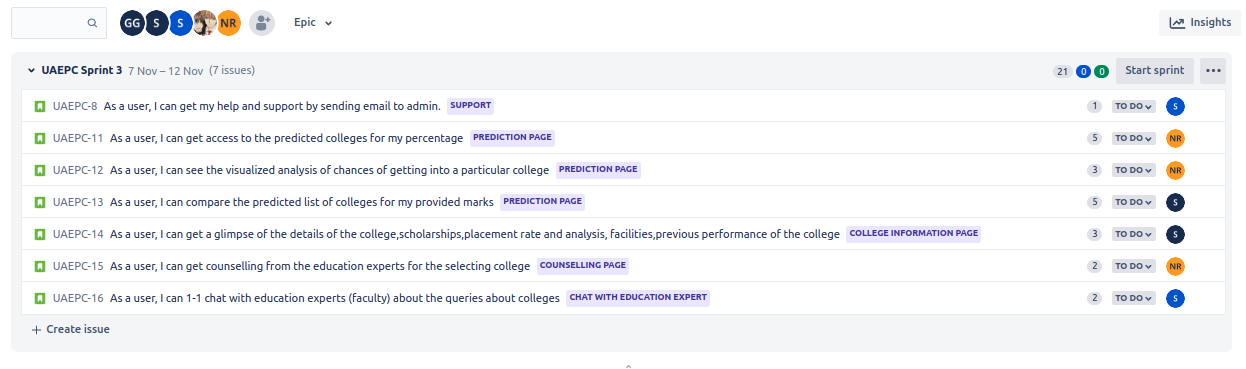 GG S S NR Epic Insights
UAEPC Sprint 3 7 Nov – 12 Nov (7 issues) 21 0 0 Start sprint
UAEPC-8 As a user, I can get my help and support by sending email to admin. SUPPORT 1 TO DO S
UAEPC-11 As a user, I can get access to the predicted colleges for my percentage PREDICTION PAGE 5 TO DO NR
UAEPC-12 As a user, I can see the visualized analysis of chances of getting into a particular college PREDICTION PAGE 3 TO DO NR
UAEPC-13 As a user, I can compare the predicted list of colleges for my provided marks PREDICTION PAGE 5 TO DO S
UAEPC-14 As a user, I can get a glimpse of the details of the college,scholarships,placement rate and analysis, facilities,previous performance of the college COLLEGE INFORMATION PAGE 3 TO DO S
UAEPC-15 As a user, I can get counselling from the education experts for the selecting college COUNSELLING PAGE 2 TO DO NR
UAEPC-16 As a user, I can 1-1 chat with education experts (faculty) about the queries about colleges CHAT WITH EDUCATION EXPERT 2 TO DO S
+ Create issue